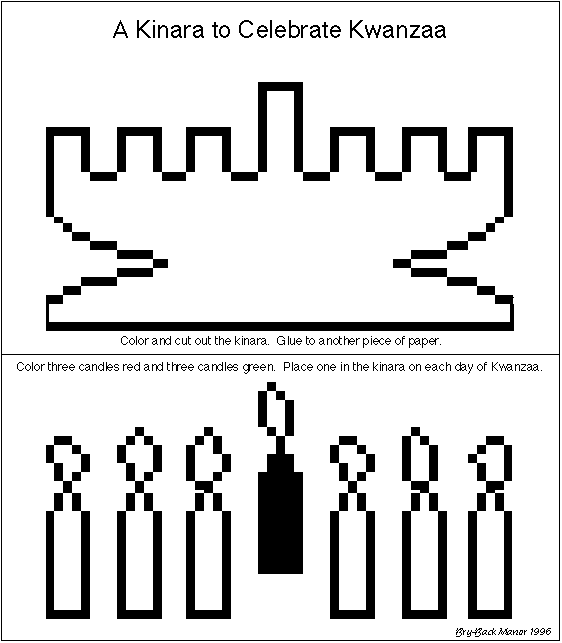 A Kinara to Celebrate Kwanzaa
Color and cut out the kinara. Glue to another piece of paper.
Color three candles red and three candles green. Place one in the kinara on each day of Kwanzaa.
Bry-Back Manor 1996